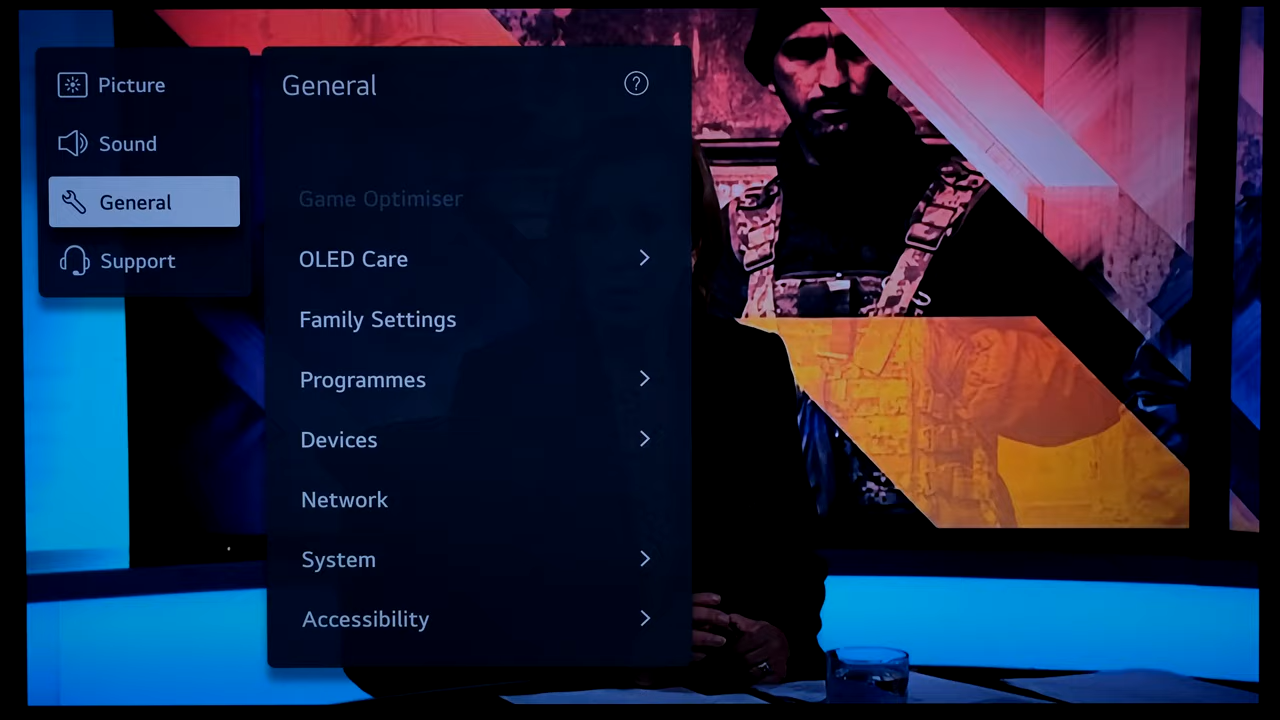 Picture
Sound
General
Support
General
?
Game Optimiser
OLED Care
Family Settings
Programmes
Devices
Network
System
Accessibility